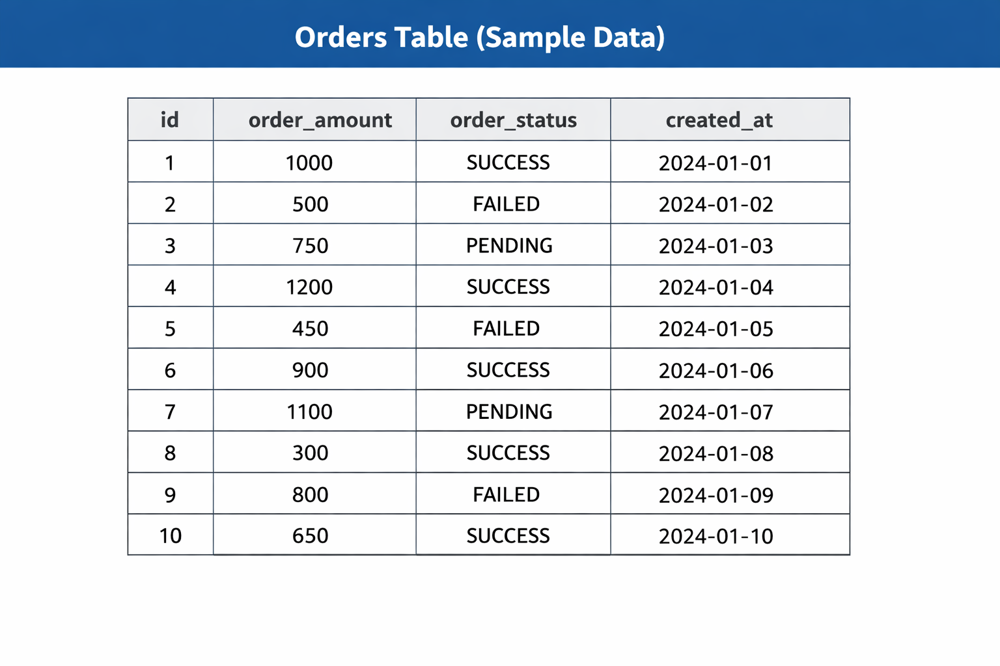 Orders Table (Sample Data)
id order_amount order_status created_at
1 1000 SUCCESS 2024-01-01
2 500 FAILED 2024-01-02
3 750 PENDING 2024-01-03
4 1200 SUCCESS 2024-01-04
5 450 FAILED 2024-01-05
6 900 SUCCESS 2024-01-06
7 1100 PENDING 2024-01-07
8 300 SUCCESS 2024-01-08
9 800 FAILED 2024-01-09
10 650 SUCCESS 2024-01-10